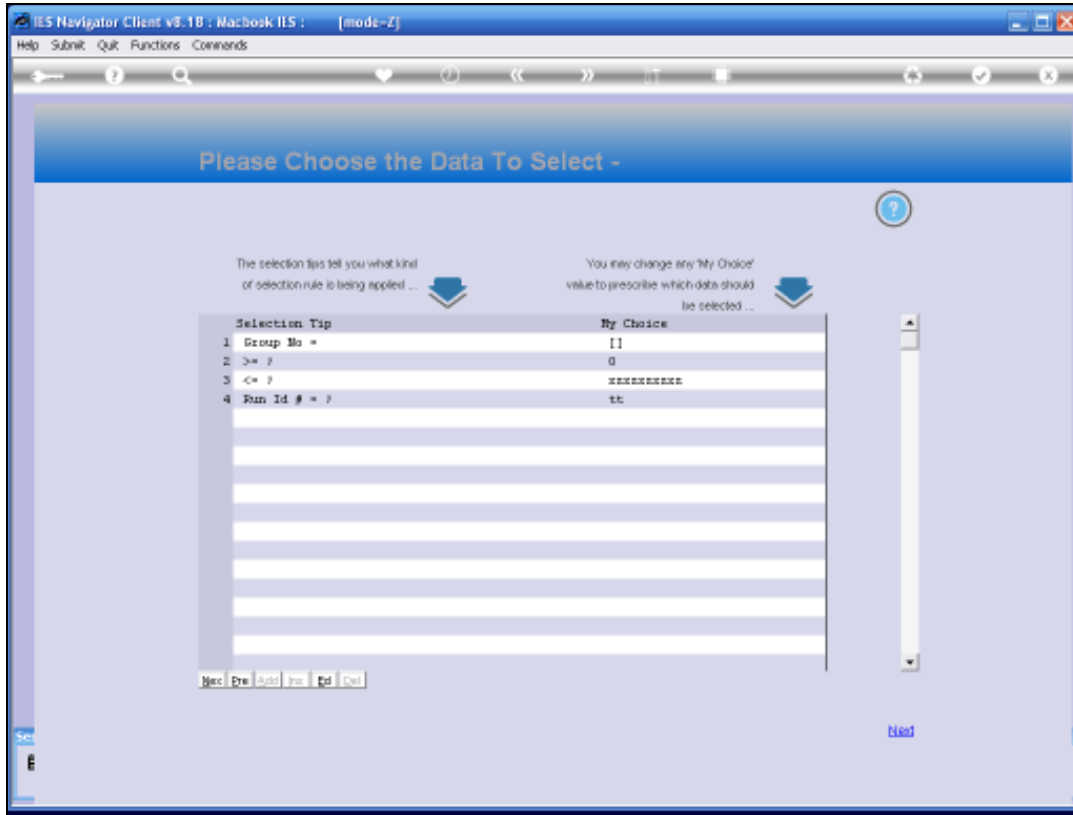 IES Navigator Client v8.18 : Macbook IES : [mode=Z]
Help Submit Quit Functions Commands
Please Choose the Data To Select -
The selection tips tell you what kind
of selection rule is being applied ...
You may change any 'My Choice'
value to prescribe which data should
be selected ...
Selection Tip My Choice
1 Group No = []
2 >= ? 0
3 <= ? zzzzzzzzzz
4 Run Id # = ? tt
Nex Pre Add Ins Ed Del
Next
Se